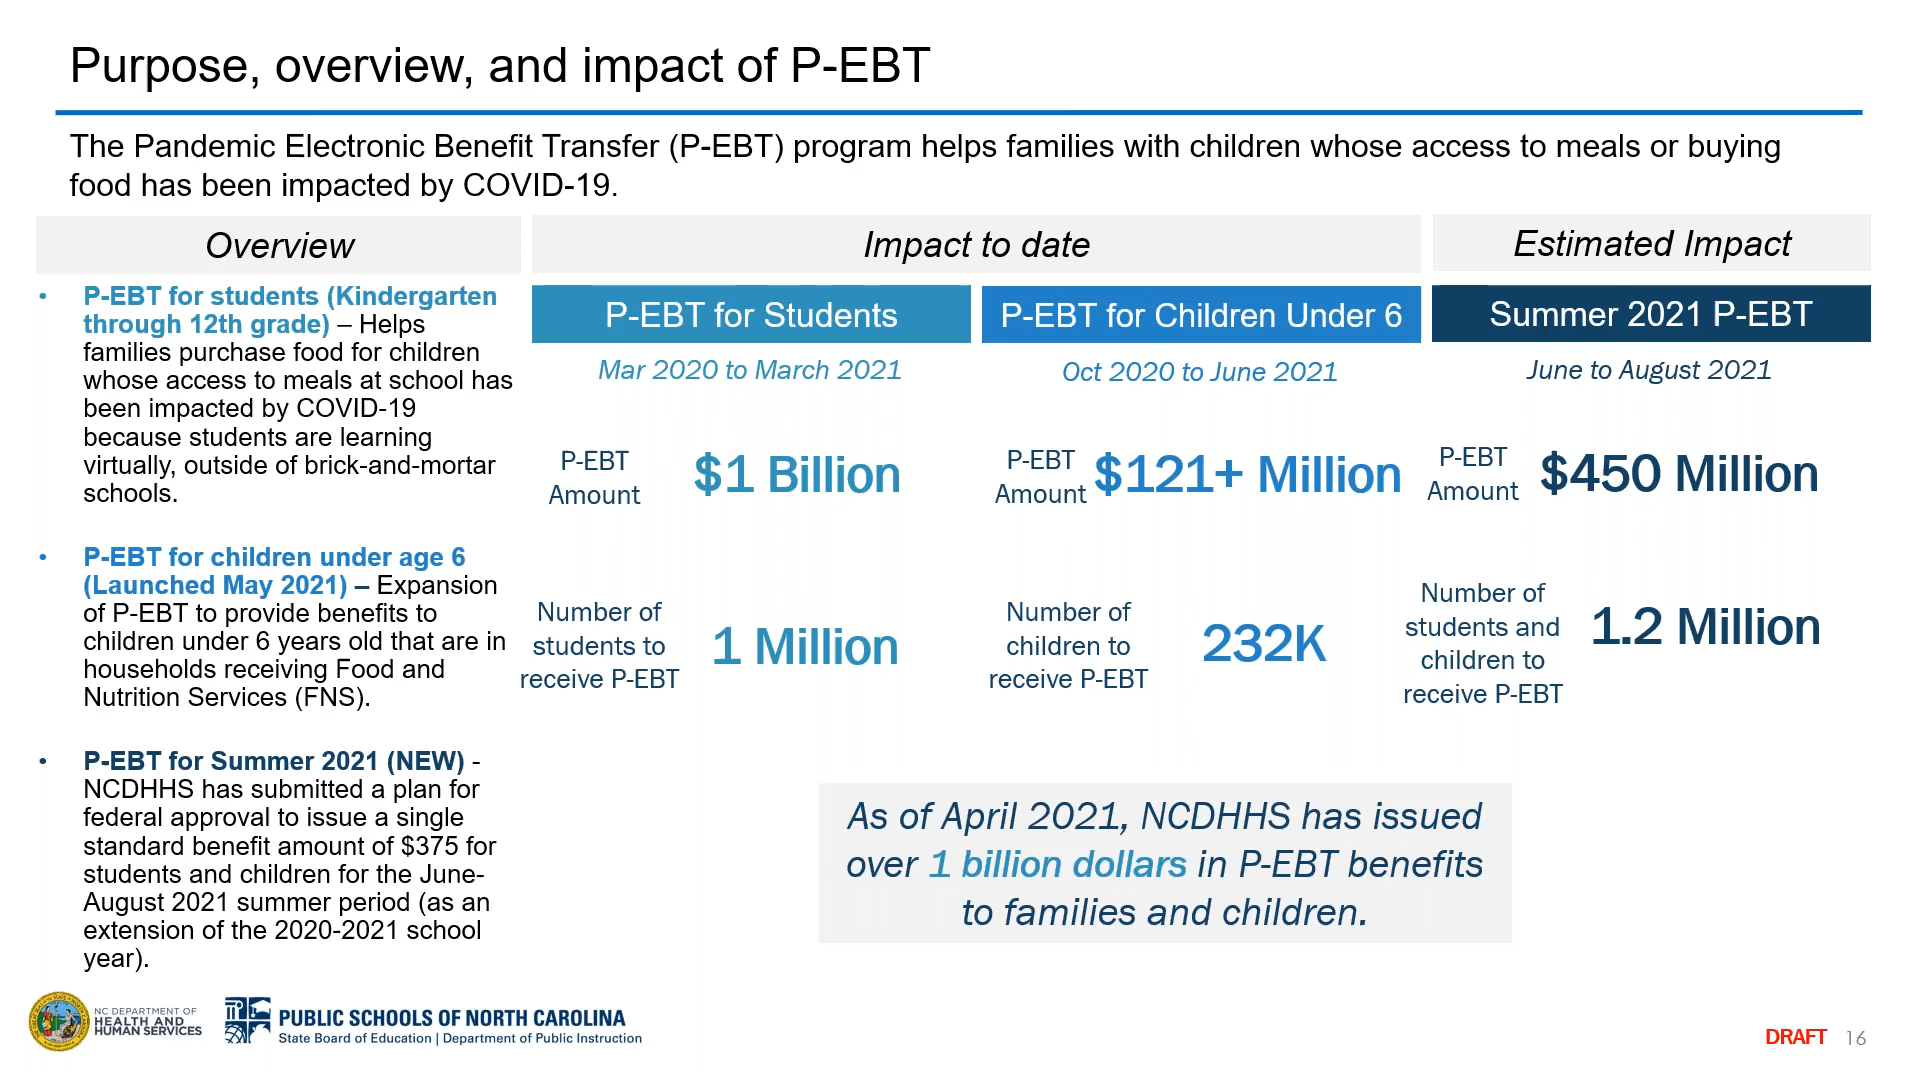 Purpose, overview, and impact of P-EBT
The Pandemic Electronic Benefit Transfer (P-EBT) program helps families with children whose access to meals or buying
food has been impacted by COVID-19.
Overview
• P-EBT for students (Kindergarten
through 12th grade) – Helps
families purchase food for children
whose access to meals at school has
been impacted by COVID-19
because students are learning
virtually, outside of brick-and-mortar
schools.
• P-EBT for children under age 6
(Launched May 2021) – Expansion
of P-EBT to provide benefits to
children under 6 years old that are in
households receiving Food and
Nutrition Services (FNS).
• P-EBT for Summer 2021 (NEW) -
NCDHHS has submitted a plan for
federal approval to issue a single
standard benefit amount of $375 for
students and children for the June-
August 2021 summer period (as an
extension of the 2020-2021 school
year).
Impact to date
P-EBT for Students
Mar 2020 to March 2021
P-EBT
Amount
$1 Billion
Number of
students to
receive P-EBT
1 Million
P-EBT for Children Under 6
Oct 2020 to June 2021
P-EBT
Amount
$121+ Million
Number of
children to
receive P-EBT
232K
Estimated Impact
Summer 2021 P-EBT
June to August 2021
P-EBT
Amount
$450 Million
Number of
students and
children to
receive P-EBT
1.2 Million
As of April 2021, NCDHHS has issued
over 1 billion dollars in P-EBT benefits
to families and children.
NC DEPARTMENT OF
HEALTH AND
HUMAN SERVICES
PUBLIC SCHOOLS OF NORTH CAROLINA
State Board of Education | Department of Public Instruction
DRAFT 16